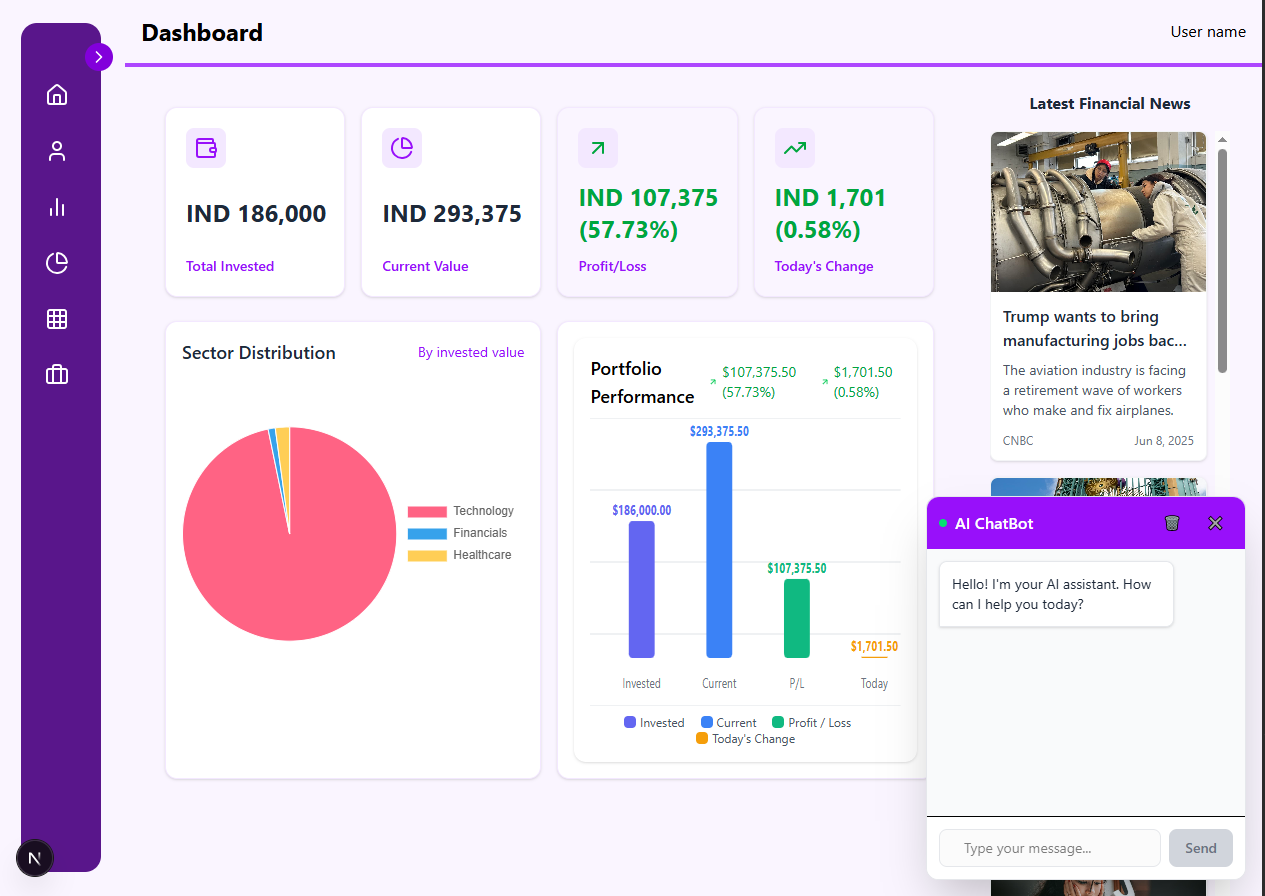 Dashboard
User name
IND 186,000
Total Invested
IND 293,375
Current Value
IND 107,375
(57.73%)
Profit/Loss
IND 1,701
(0.58%)
Today's Change
Sector Distribution
By invested value
Technology
Financials
Healthcare
Portfolio
Performance
$107,375.50
(57.73%)
$1,701.50
(0.58%)
$293,375.50
$186,000.00
$107,375.50
$1,701.50
Invested
Current
P/L
Today
Invested
Current
Profit / Loss
Today's Change
Latest Financial News
Trump wants to bring
manufacturing jobs bac...
The aviation industry is facing
a retirement wave of workers
who make and fix airplanes.
CNBC
Jun 8, 2025
AI ChatBot
Hello! I'm your AI assistant. How
can I help you today?
Type your message...
Send
N